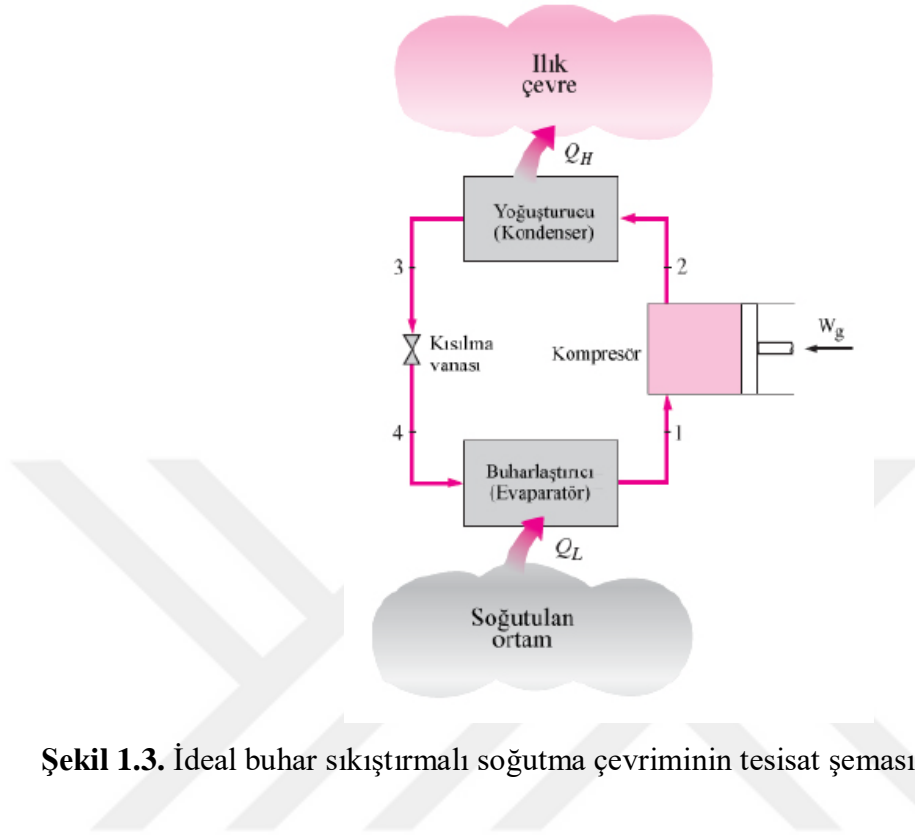 Ilık
çevre
Q_H
Yoğuşturucu
(Kondenser)
3
2
Kısılma
vanası
Kompresör
W_g
4
1
Buharlaştırıcı
(Evaparatör)
Q_L
Soğutulan
ortam
Şekil 1.3. İdeal buhar sıkıştırmalı soğutma çevriminin tesisat şeması